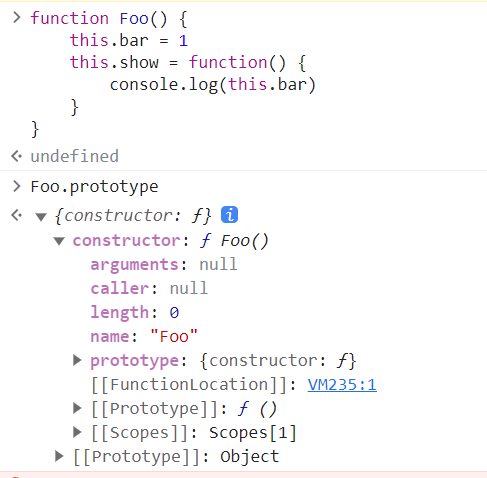 function Foo() {
this.bar = 1
this.show = function() {
console.log(this.bar)
}
}
undefined
Foo.prototype
{constructor: ƒ} i
constructor: ƒ Foo()
arguments: null
caller: null
length: 0
name: "Foo"
prototype: {constructor: ƒ}
[[FunctionLocation]]: VM235:1
[[Prototype]]: ƒ ()
[[Scopes]]: Scopes[1]
[[Prototype]]: Object